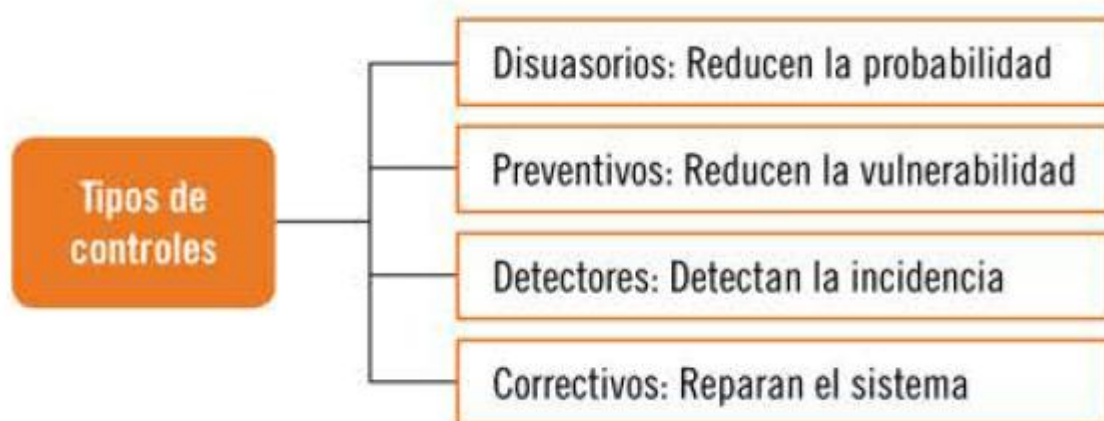 Tipos de
controles
Disuasorios: Reducen la probabilidad
Preventivos: Reducen la vulnerabilidad
Detectores: Detectan la incidencia
Correctivos: Reparan el sistema